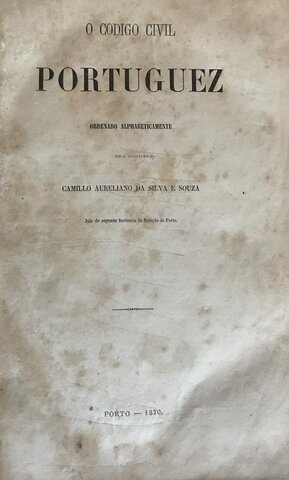 O CODIGO CIVIL
PORTUGUEZ
ORDENADO ALPHABETICAMENTE
PELO
CAMILLO AURELIANO DA SILVA E SOUZA
Juiz de segunda Instancia da Relação do Porto.
PORTO — 1870.